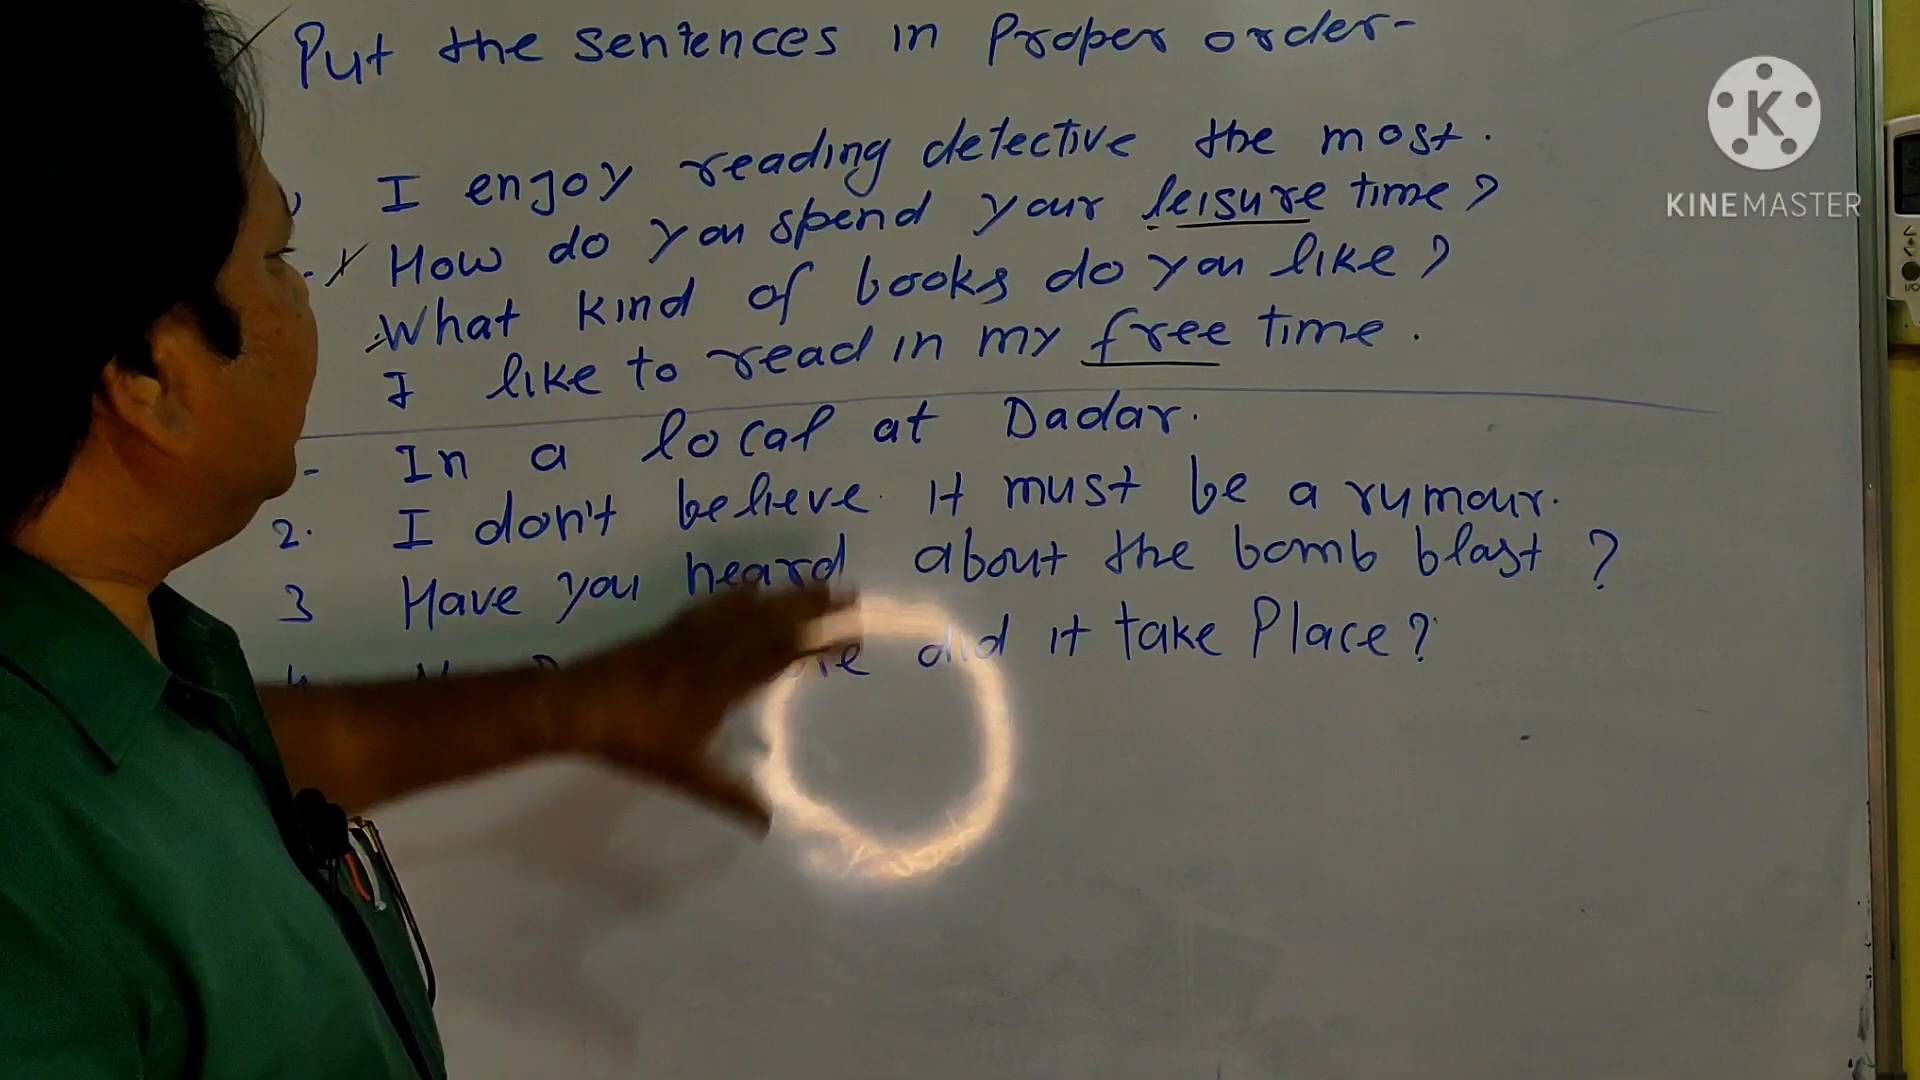 Put the sentences in Proper order-
I enjoy reading detective the most.
How do you spend your leisure time?
What kind of books do you like?
I like to read in my free time.
- In a local at Dadar.
2. I don't believe. It must be a rumour.
3 Have you heard about the bomb blast ?
did it take Place?
K
KINEMASTER